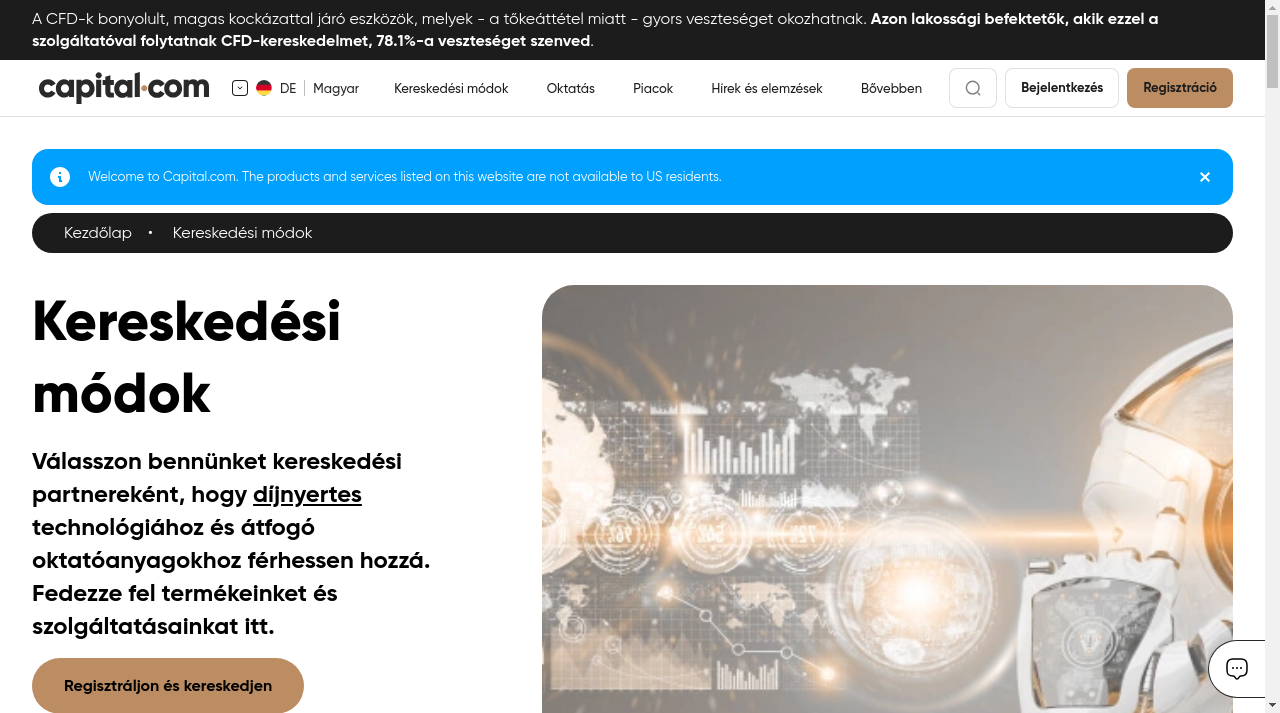 A CFD-k bonyolult, magas kockázattal járó eszközök, melyek - a tőkeáttétel miatt - gyors veszteséget okozhatnak. Azon lakossági befektetők, akik ezzel a
szolgáltatóval folytatnak CFD-kereskedelmet, 78.1%-a veszteséget szenved.
capital.com DE Magyar Kereskedési módok Oktatás Piacok Hírek és elemzések Bővebben Bejelentkezés Regisztráció
Welcome to Capital.com. The products and services listed on this website are not available to US residents.
Kezdőlap • Kereskedési módok
Kereskedési
módok
Válasszon bennünket kereskedési
partnereként, hogy díjnyertes
technológiához és átfogó
oktatóanyagokhoz férhessen hozzá.
Fedezze fel termékeinket és
szolgáltatásainkat itt.
Regisztráljon és kereskedjen